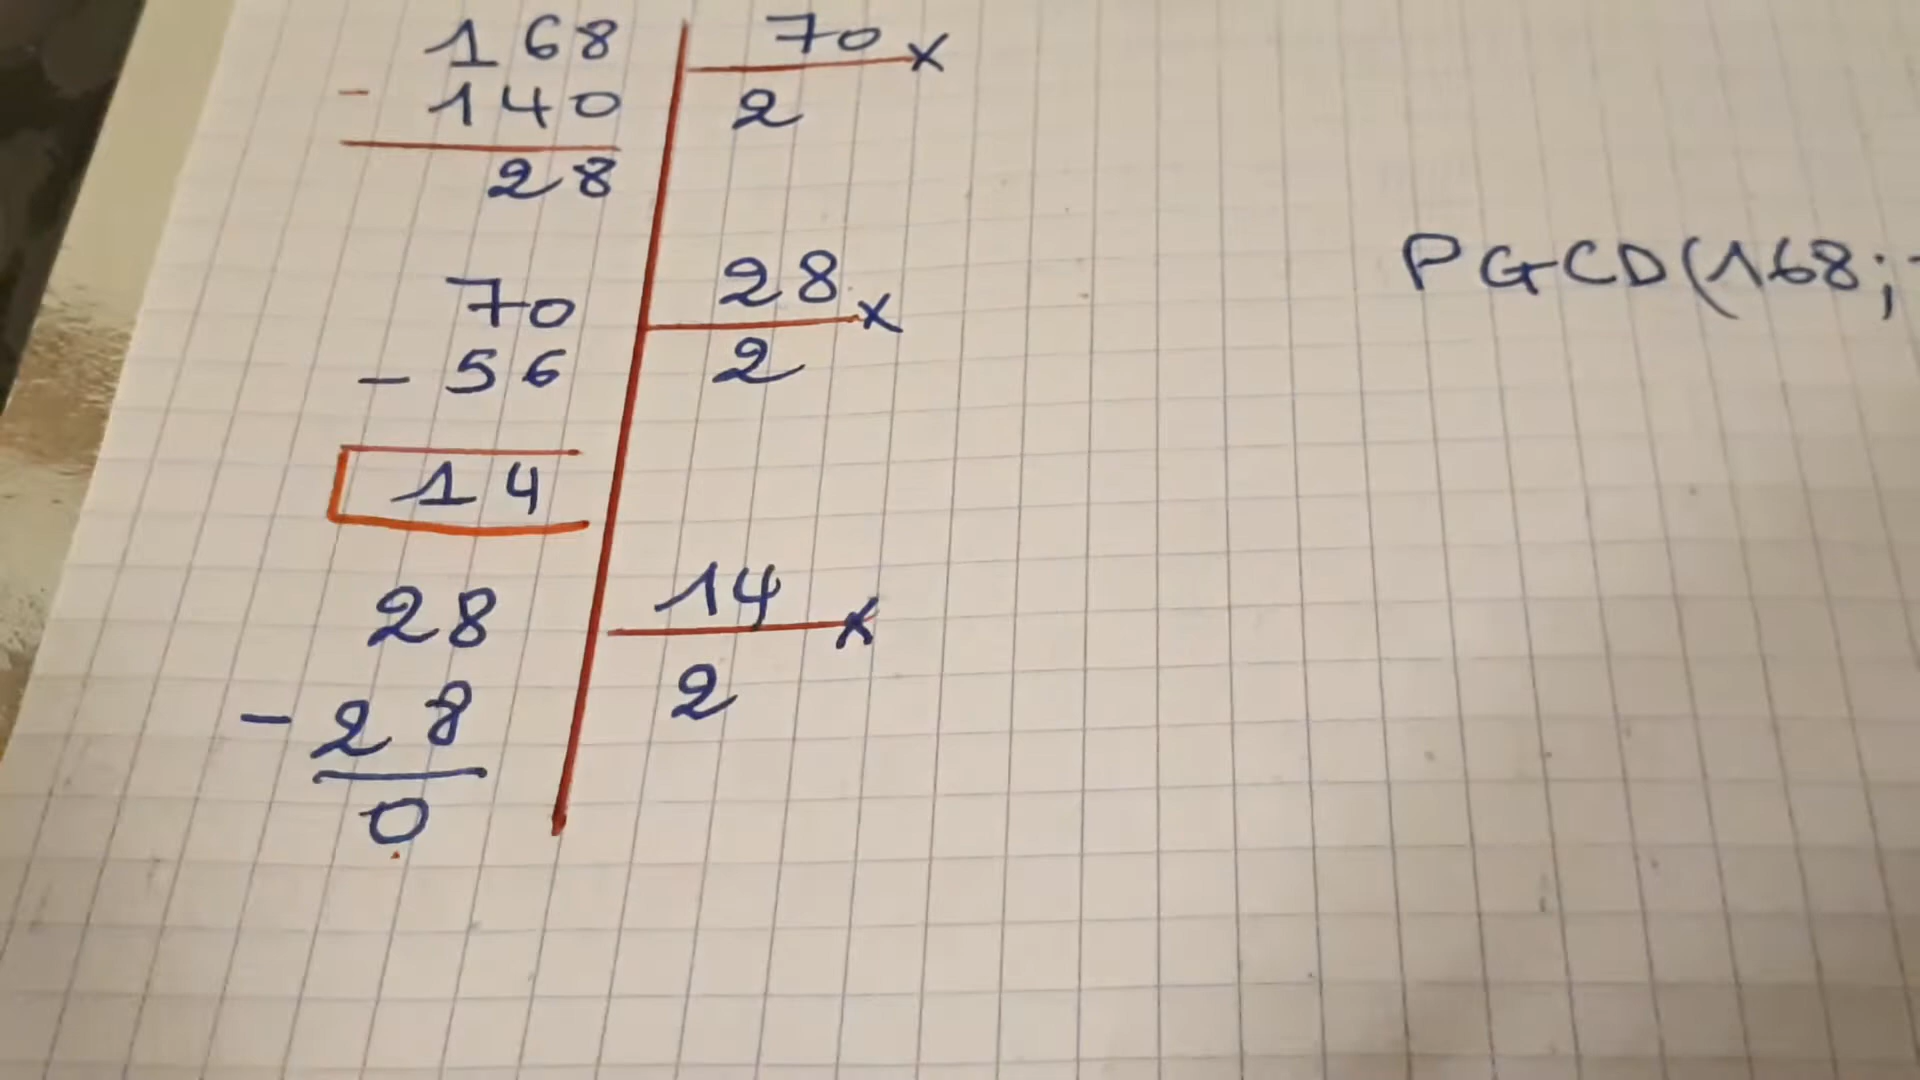 168 70 x
- 140 2
28
70 28 x
- 56 2
14
28 14 x
- 28 2
0
PGCD(168;